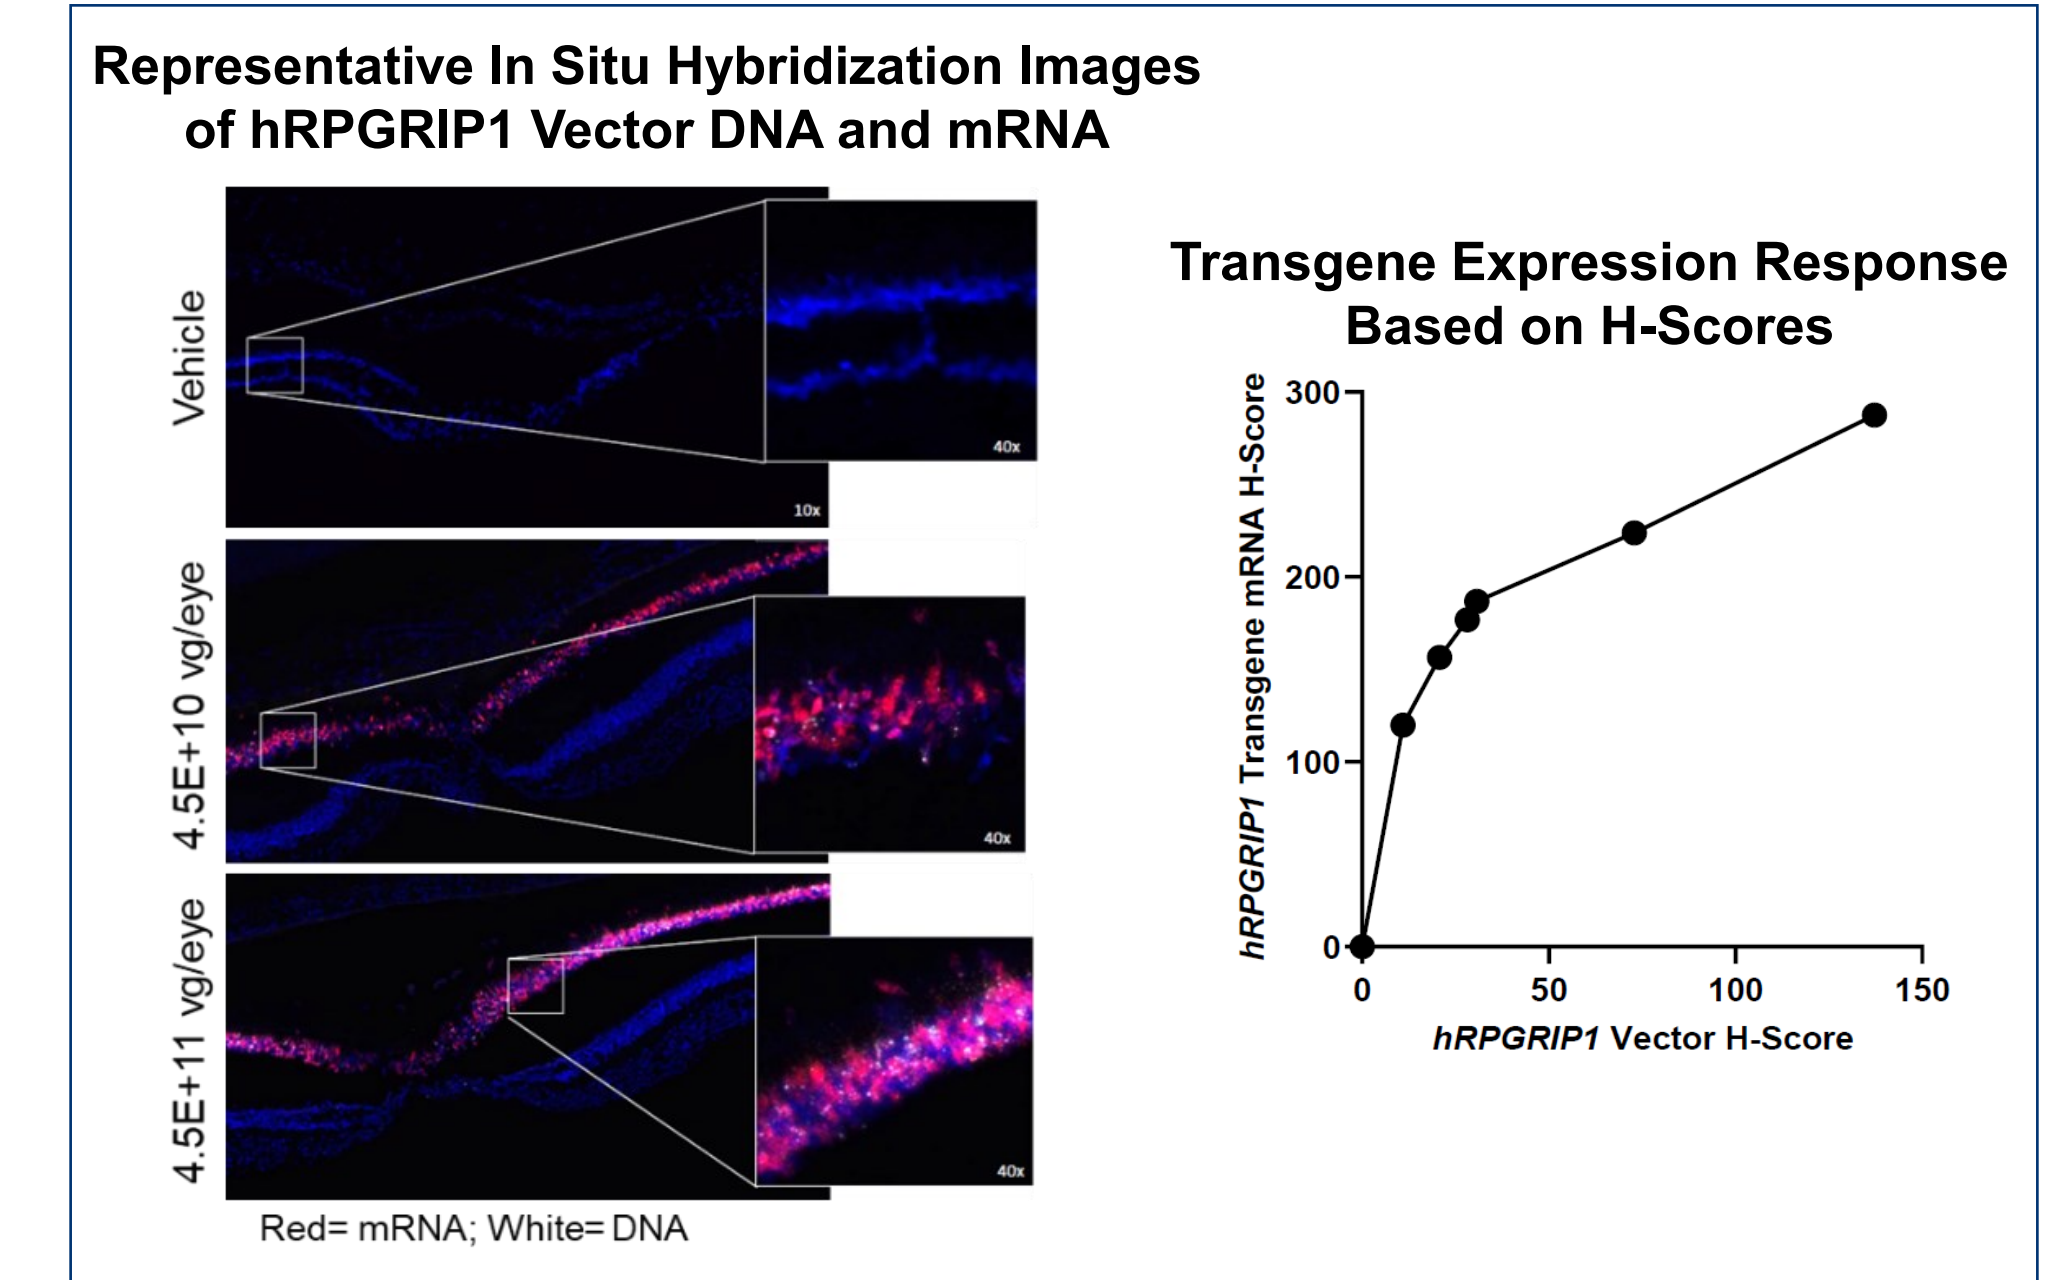 Representative In Situ Hybridization Images
of hRPGRIP1 Vector DNA and mRNA
Vehicle
40x
10x
4.5E+10 vg/eye
40x
4.5E+11 vg/eye
40x
Red= mRNA; White= DNA
Transgene Expression Response
Based on H-Scores
hRPGRIP1 Transgene mRNA H-Score
300
200
100
0
0 50 100 150
hRPGRIP1 Vector H-Score